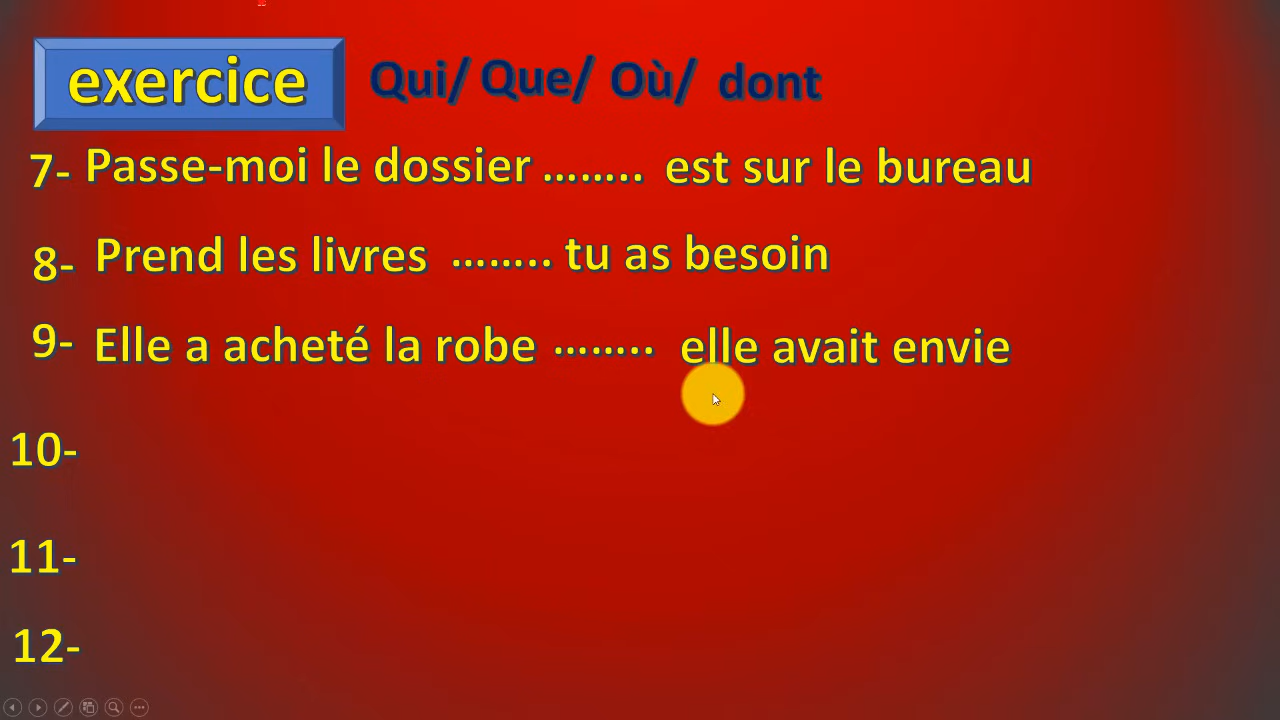 exercice Qui/ Que/ Où/ dont
7- Passe-moi le dossier …….. est sur le bureau
8- Prend les livres …….. tu as besoin
9- Elle a acheté la robe …….. elle avait envie
10-
11-
12-